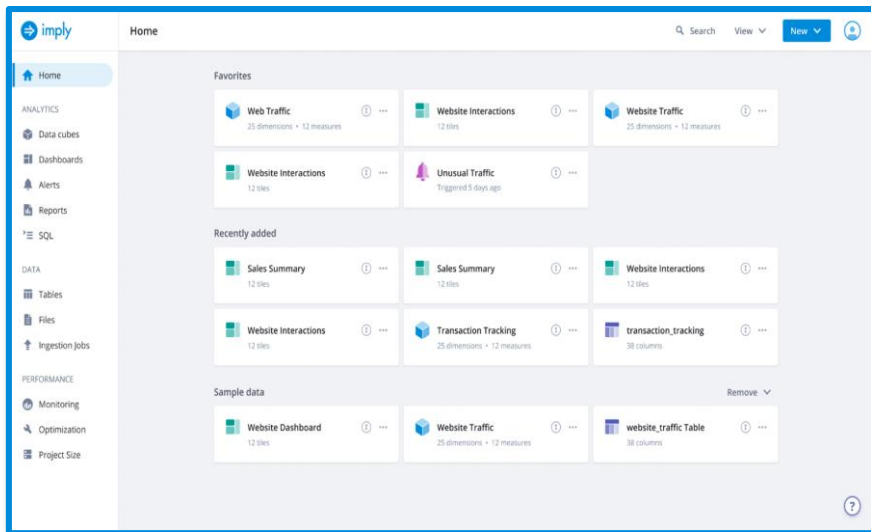 imply
Home
Search
View
New
Home
ANALYTICS
Data cubes
Dashboards
Alerts
Reports
SQL
DATA
Tables
Files
Ingestion Jobs
PERFORMANCE
Monitoring
Optimization
Project Size
Favorites
Web Traffic
25 dimensions • 12 measures
Website Interactions
12 tiles
Website Traffic
25 dimensions • 12 measures
Website Interactions
12 tiles
Unusual Traffic
Triggered 5 days ago
Recently added
Sales Summary
12 tiles
Sales Summary
12 tiles
Website Interactions
12 tiles
Website Interactions
12 tiles
Transaction Tracking
25 dimensions • 12 measures
transaction_tracking
38 columns
Sample data
Remove
Website Dashboard
12 tiles
Website Traffic
25 dimensions • 12 measures
website_traffic Table
38 columns
?